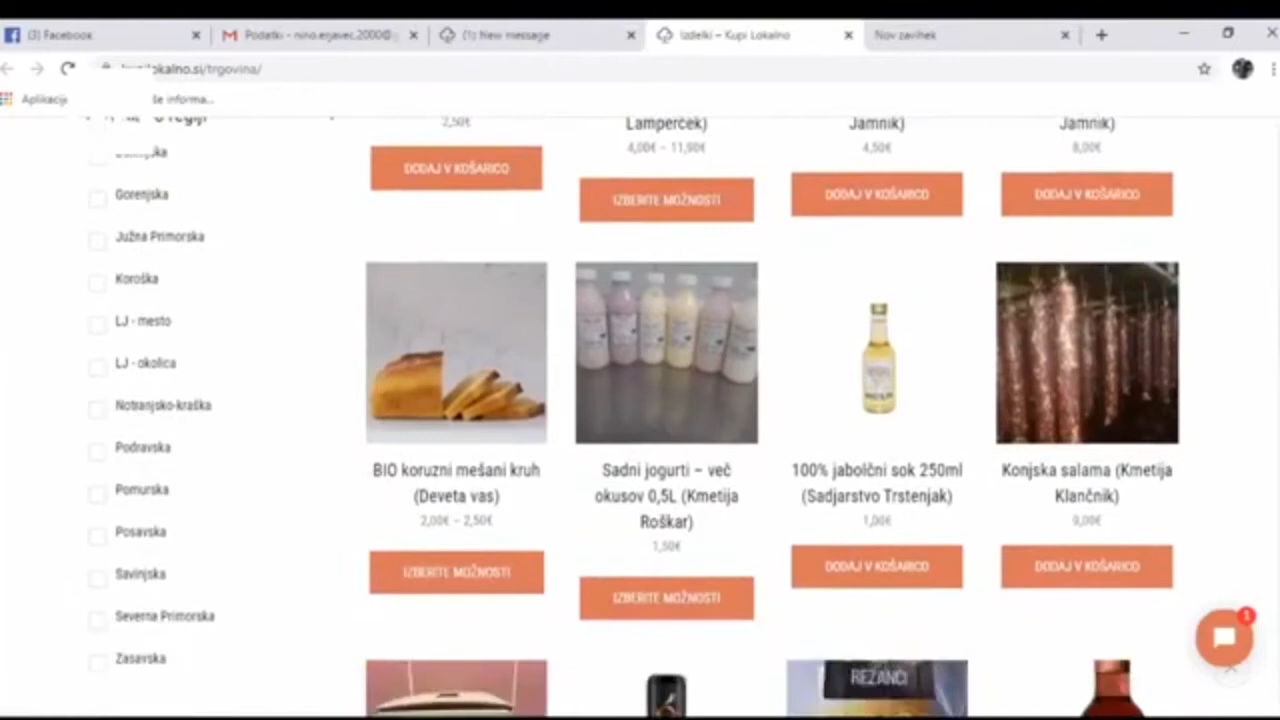 (3) Facebook
Podatki - nino.erjavec.2000@
(1) New message
Izdelki – Kupi Lokalno
Nov zavihek
lokalno.si/trgovina/
Aplikacije
še informa...
2,50€
DODAJ V KOŠARICO
Lamperček)
4,00€ – 11,90€
IZBERITE MOŽNOSTI
Jamnik)
4,50€
DODAJ V KOŠARICO
Jamnik)
8,00€
DODAJ V KOŠARICO
Gorenjska
Južna Primorska
Koroška
LJ - mesto
LJ - okolica
Notranjsko-kraška
Podravska
Pomurska
Posavska
Savinjska
Severna Primorska
Zasavska
BIO koruzni mešani kruh
(Deveta vas)
2,00€ – 2,50€
IZBERITE MOŽNOSTI
Sadni jogurti – več
okusov 0,5L (Kmetija
Roškar)
1,50€
IZBERITE MOŽNOSTI
100% jabolčni sok 250ml
(Sadjarstvo Trstenjak)
1,00€
DODAJ V KOŠARICO
Konjska salama (Kmetija
Klančnik)
9,00€
DODAJ V KOŠARICO
1
REZANCI